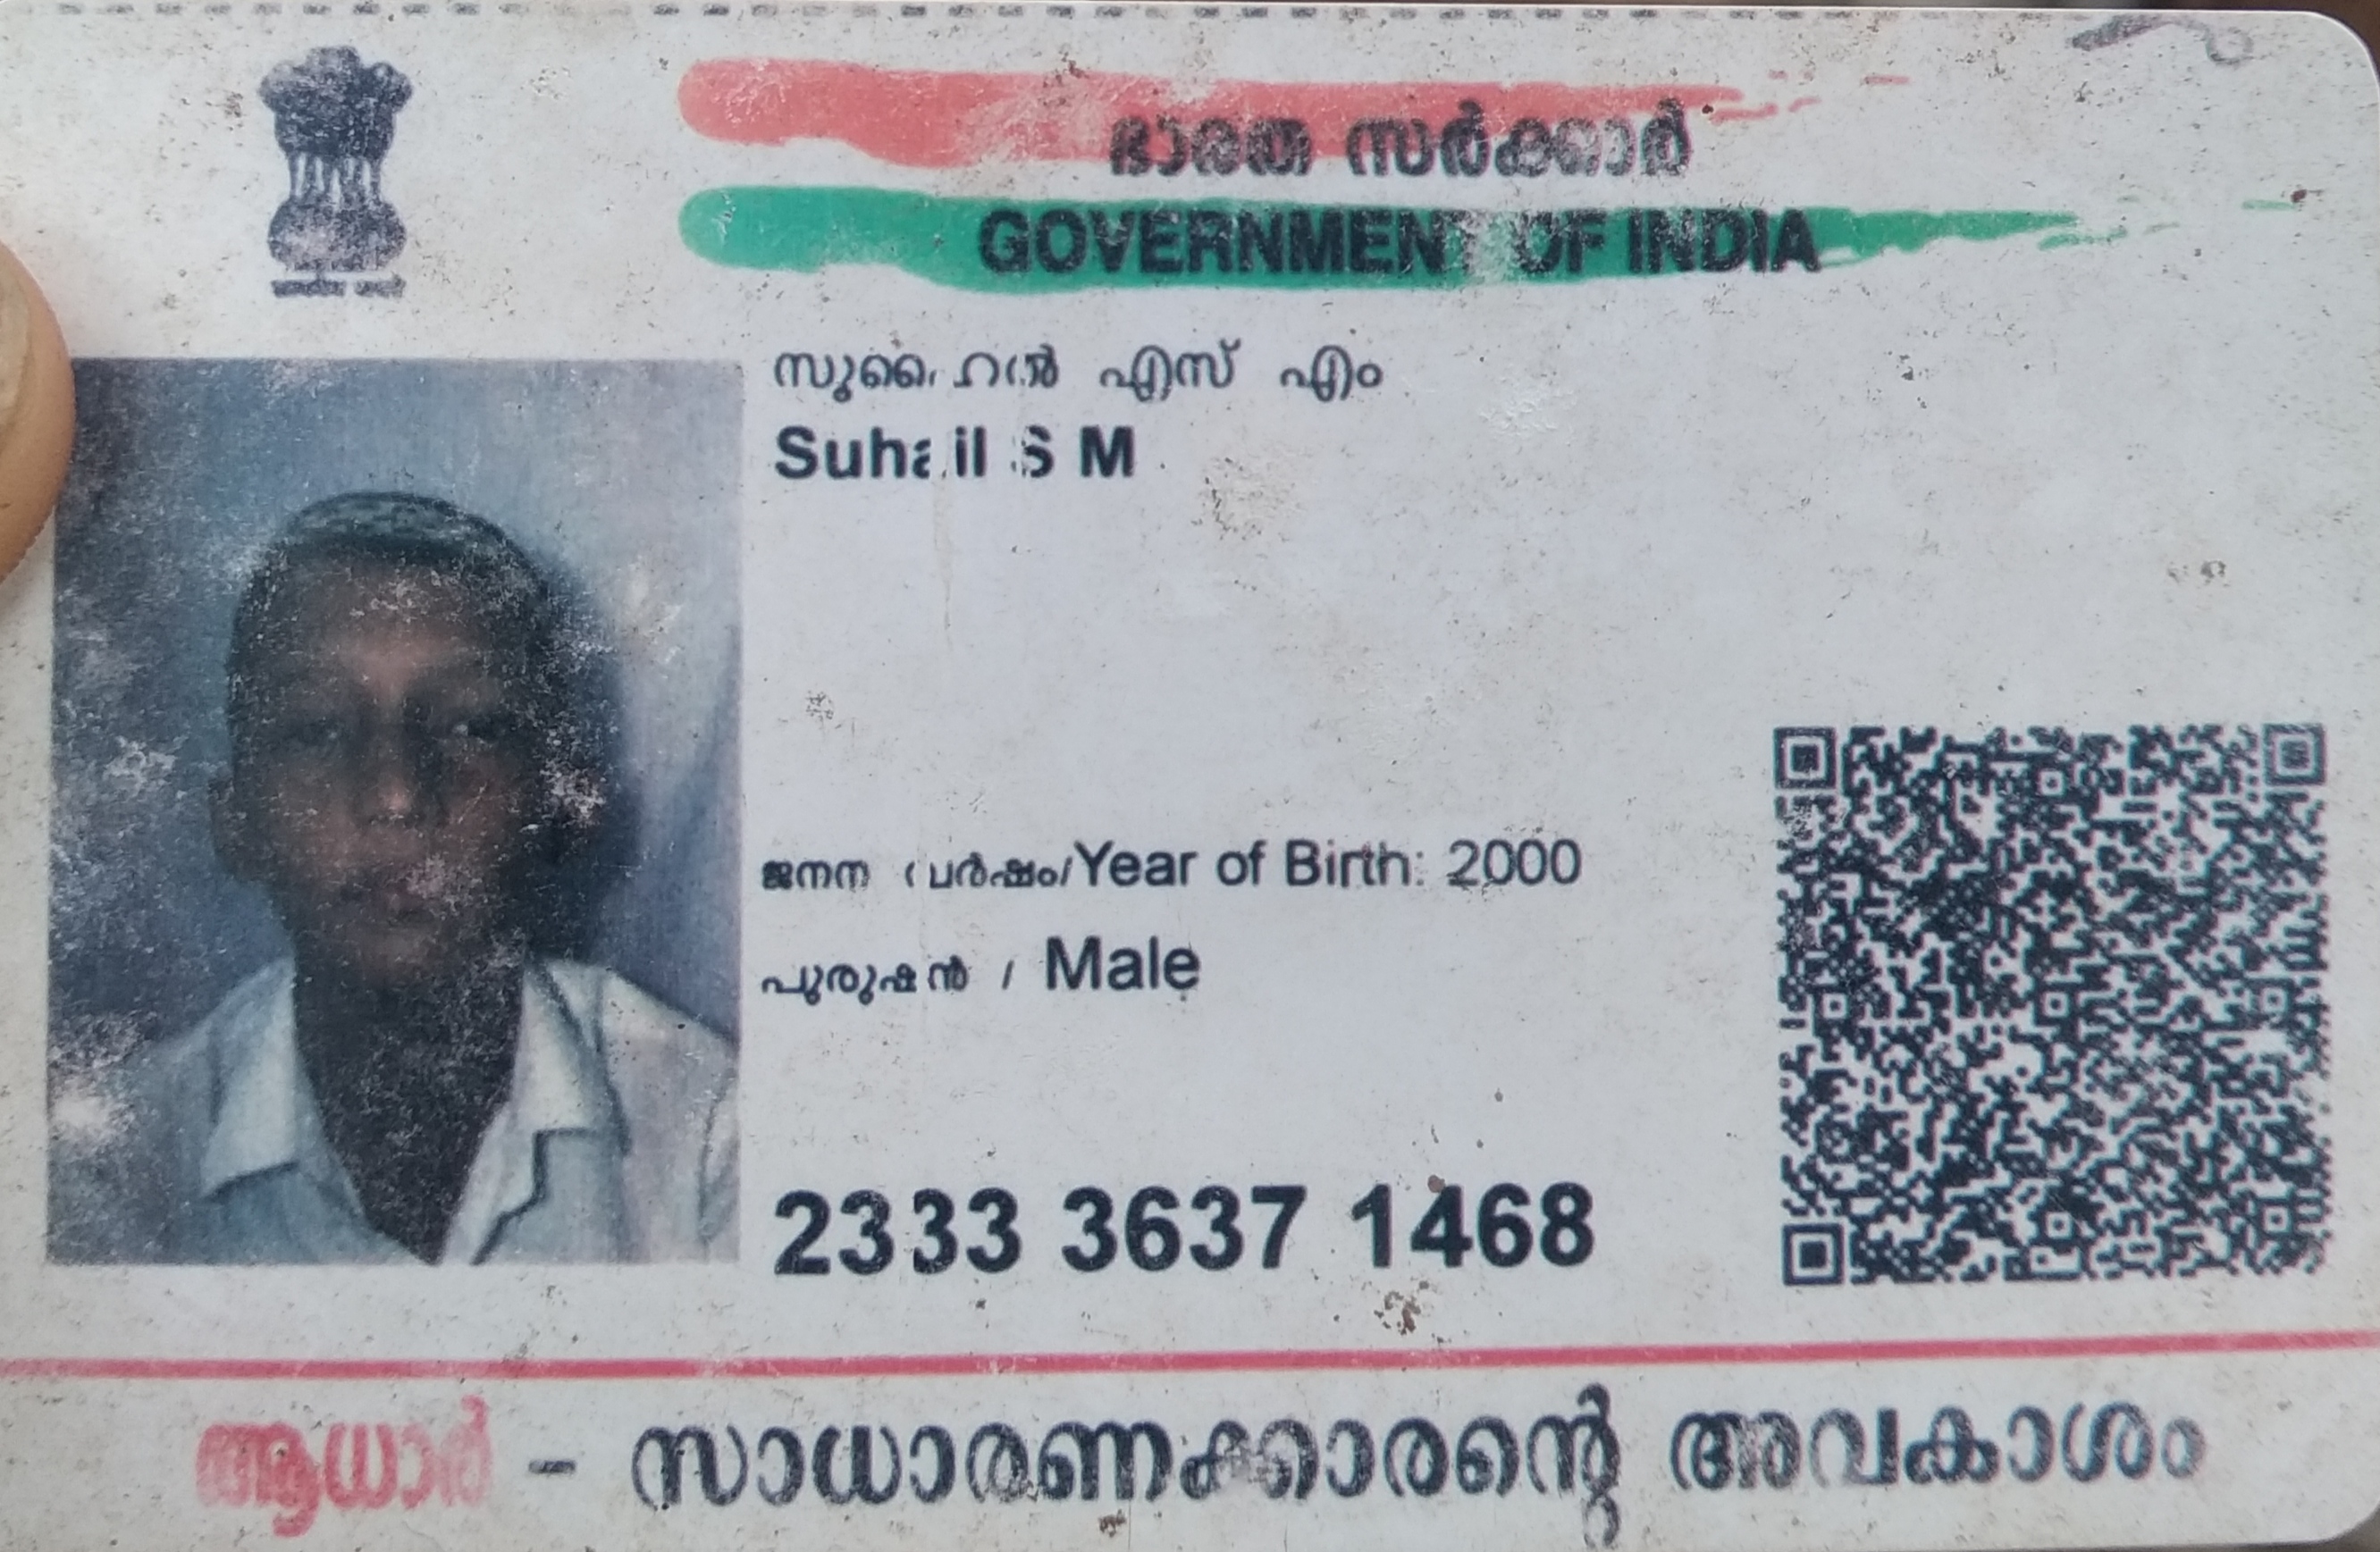 ഭാരത സർക്കാർ
GOVERNMENT OF INDIA
സുഹൈൽ എസ് എം
Suhail S M
ജനന വർഷം/Year of Birth: 2000
പുരുഷൻ / Male
2333 3637 1468
ആധാർ - സാധാരണക്കാരന്റെ അവകാശം